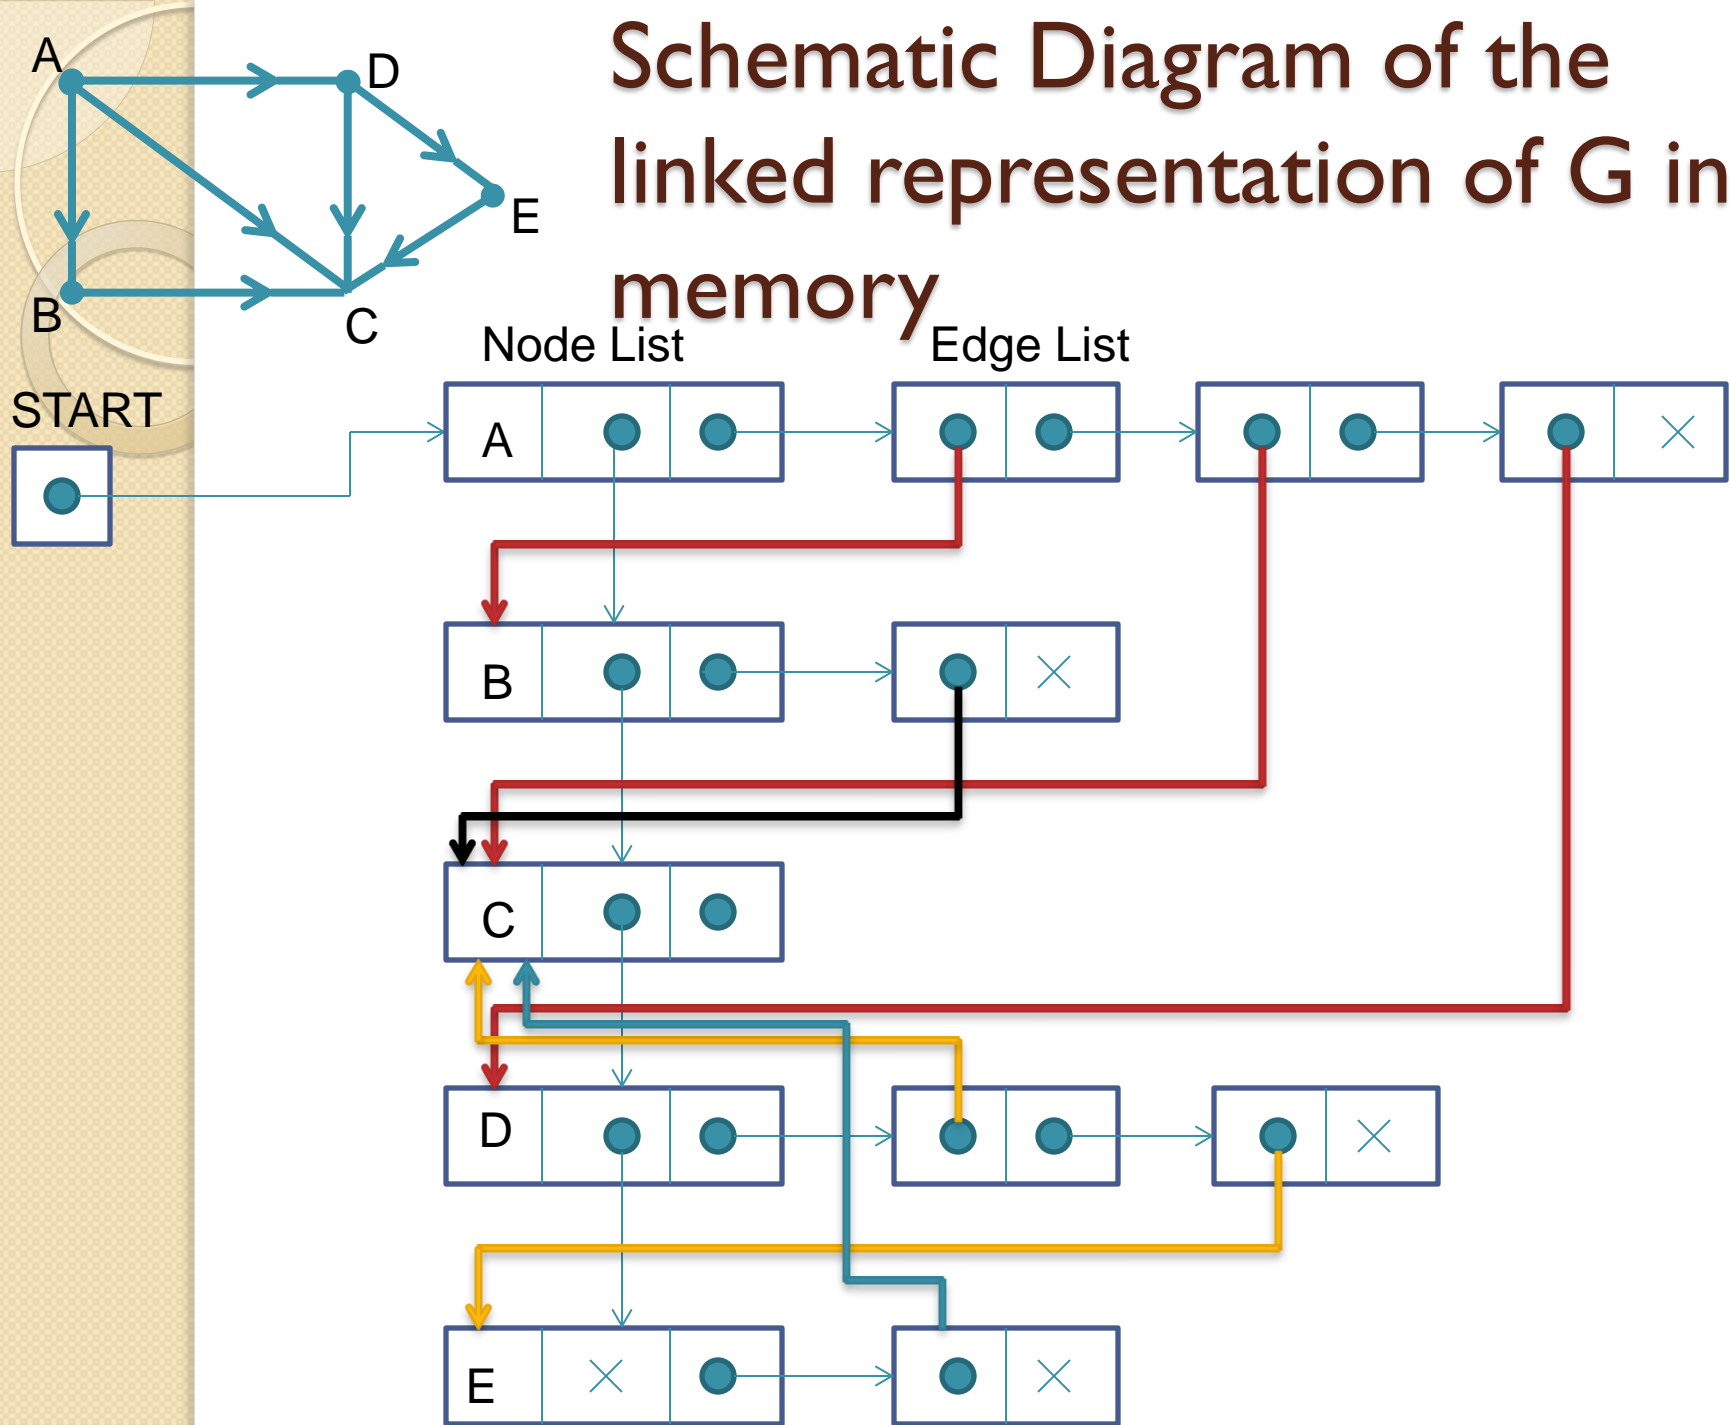 Schematic Diagram of the
linked representation of G in
memory
A
D
E
B
C
Node List
Edge List
START
A
B
C
D
E